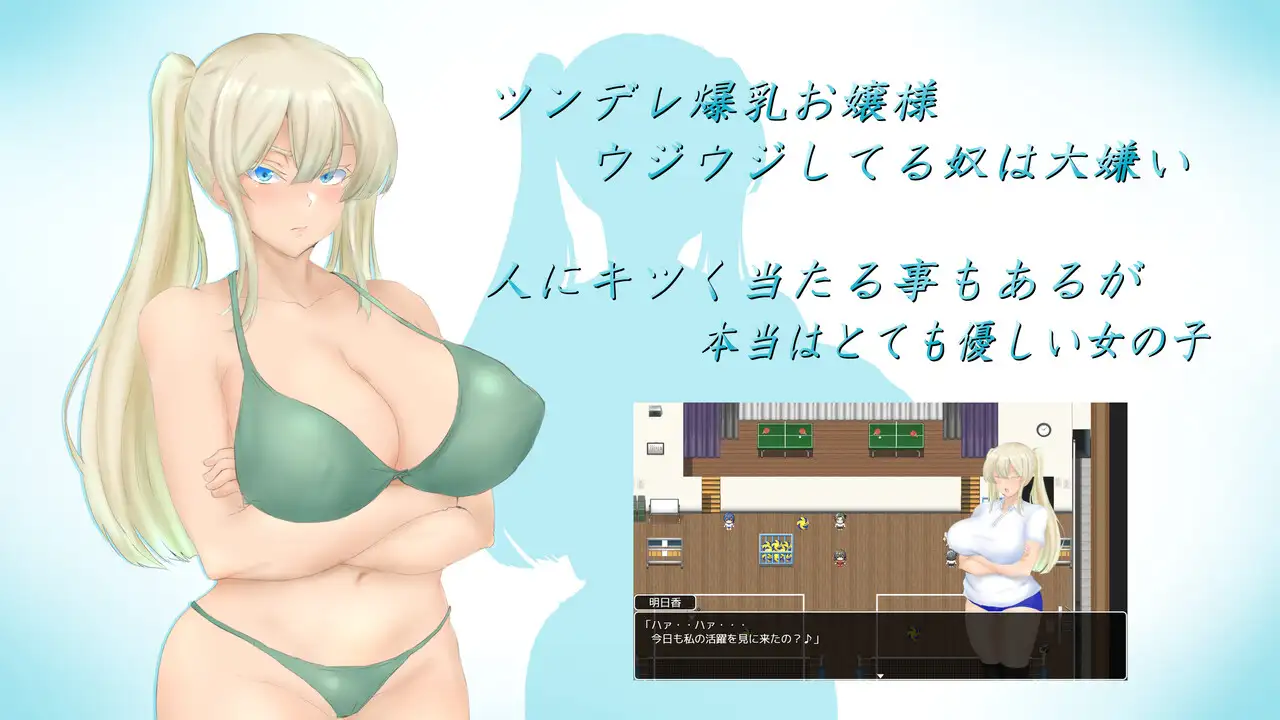 ツンデレ爆乳お嬢様
ウジウジしてる奴は大嫌い
人にキツく当たる事もあるが
本当はとても優しい女の子
明日香
「ハァ・・ハァ・・・
今日も私の活躍を見に来たの？♪」